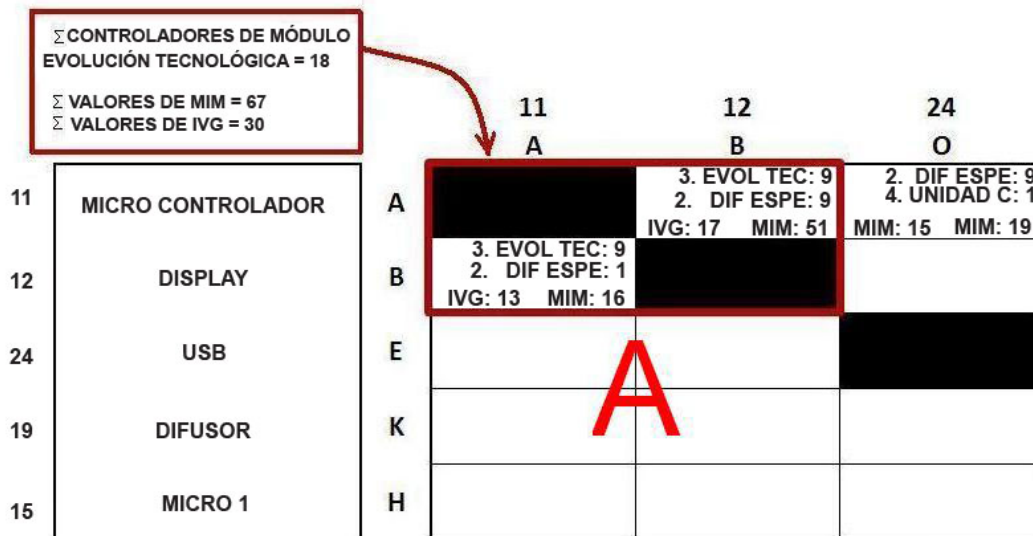 Σ CONTROLADORES DE MÓDULO
EVOLUCIÓN TECNOLÓGICA = 18
Σ VALORES DE MIM = 67
Σ VALORES DE IVG = 30
11 12 24
A B O
11 MICRO CONTROLADOR A
3. EVOL TEC: 9
2. DIF ESPE: 9
IVG: 17 MIM: 51
2. DIF ESPE: 9
4. UNIDAD C: 1
MIM: 15 MIM: 19
12 DISPLAY B
3. EVOL TEC: 9
2. DIF ESPE: 1
IVG: 13 MIM: 16
24 USB E
A
19 DIFUSOR K
15 MICRO 1 H